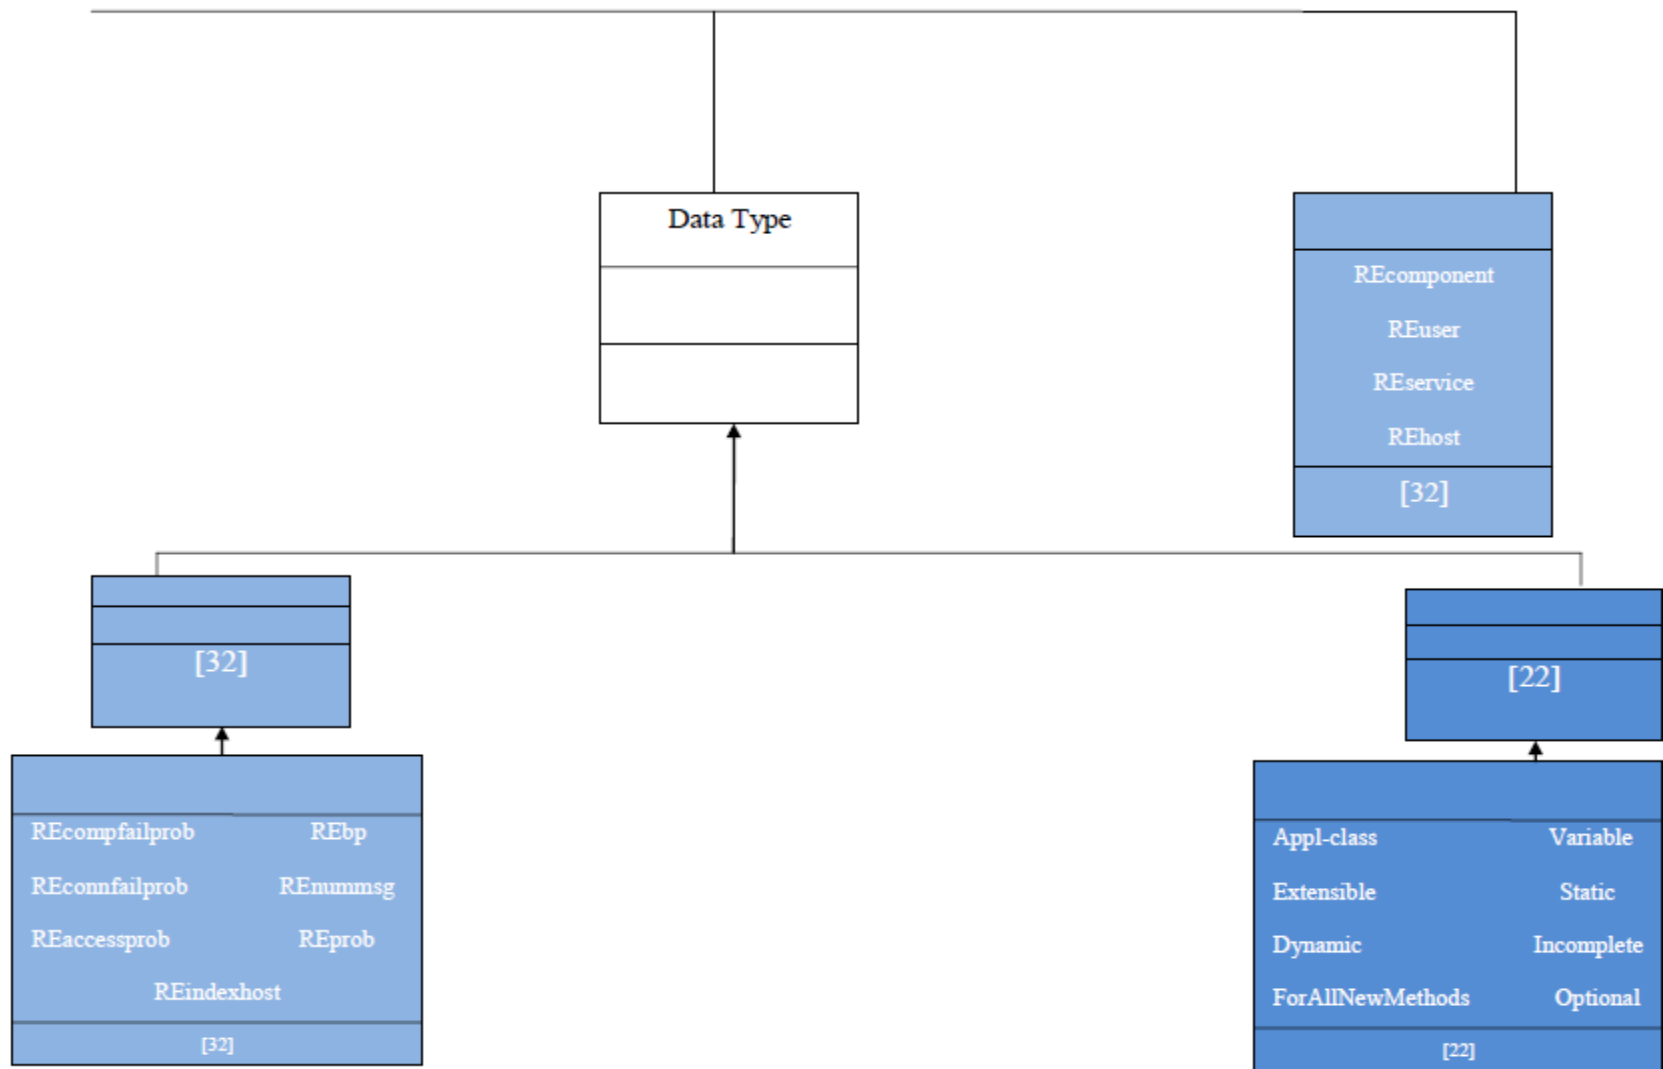 Data Type
REcomponent
REuser
REservice
REhost
[32]
[32]
[22]
REcompfailprob REbp
REconnfailprob REnummsg
REaccessprob REprob
REindexhost
[32]
Appl-class Variable
Extensible Static
Dynamic Incomplete
ForAllNewMethods Optional
[22]